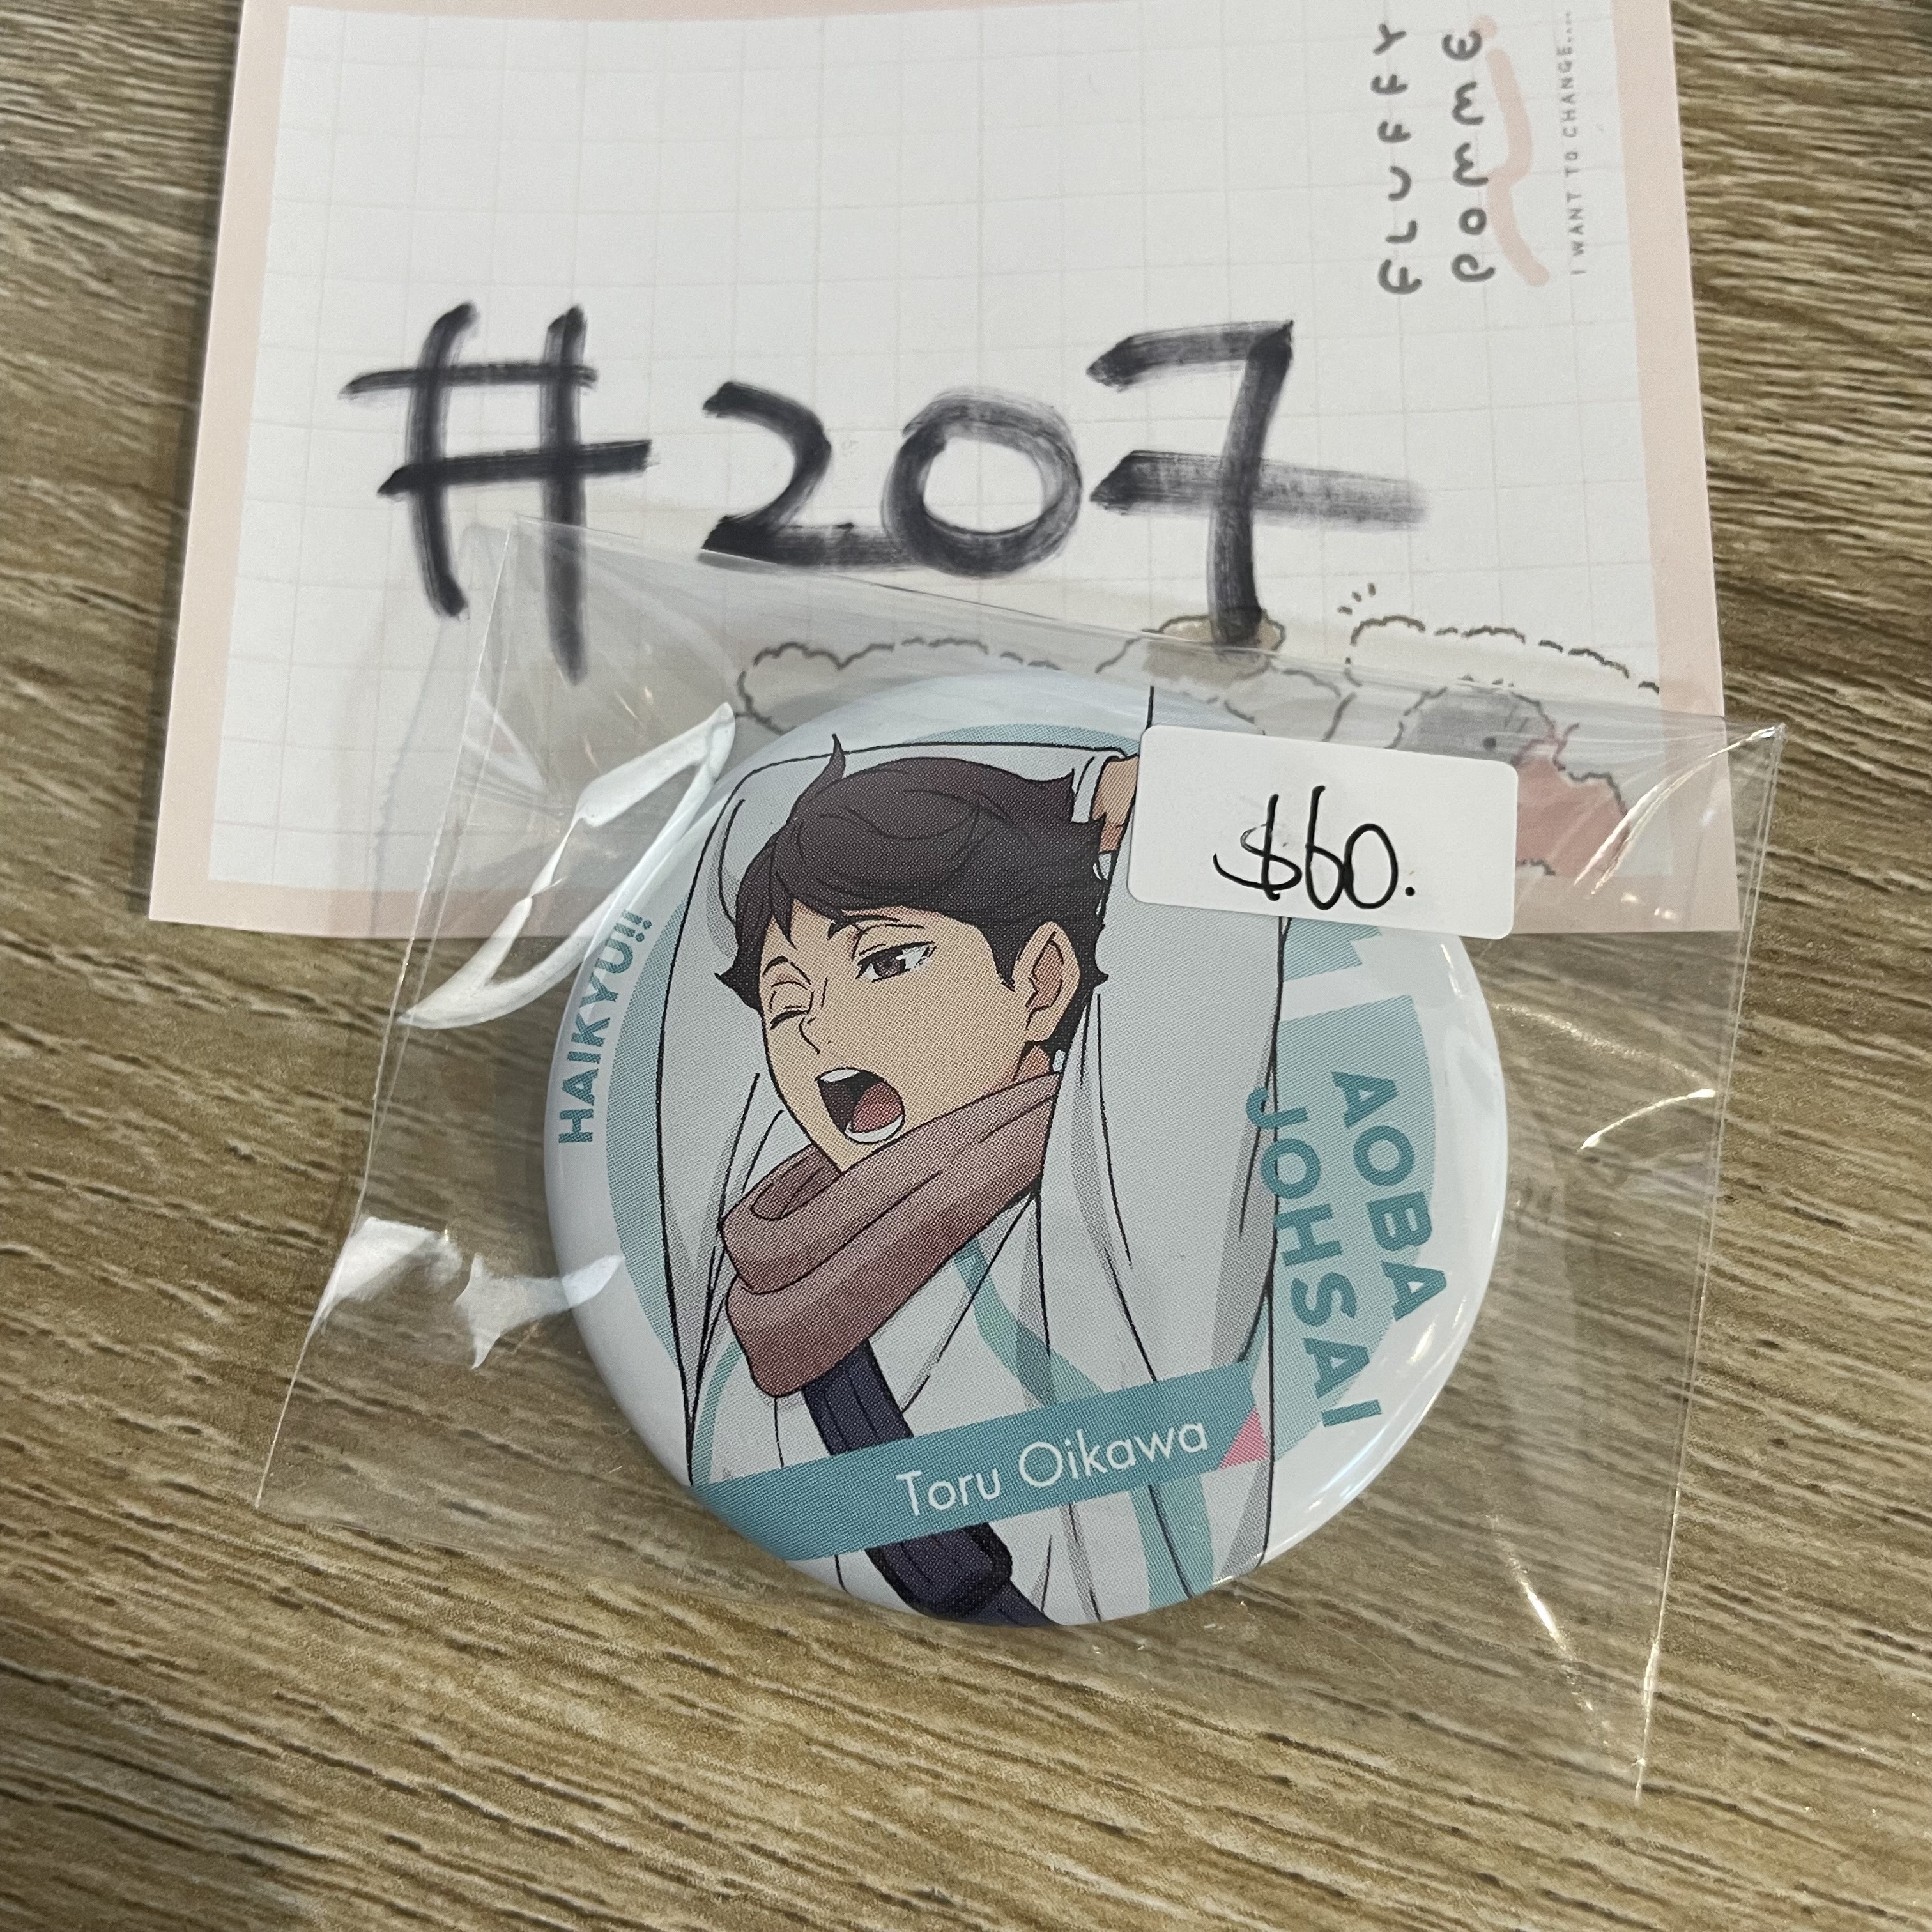 FLUFFY
POMME
I WANT TO CHANGE...
#207
$60.
HAIKYU!!
AOBA
JOHSAI
Toru Oikawa